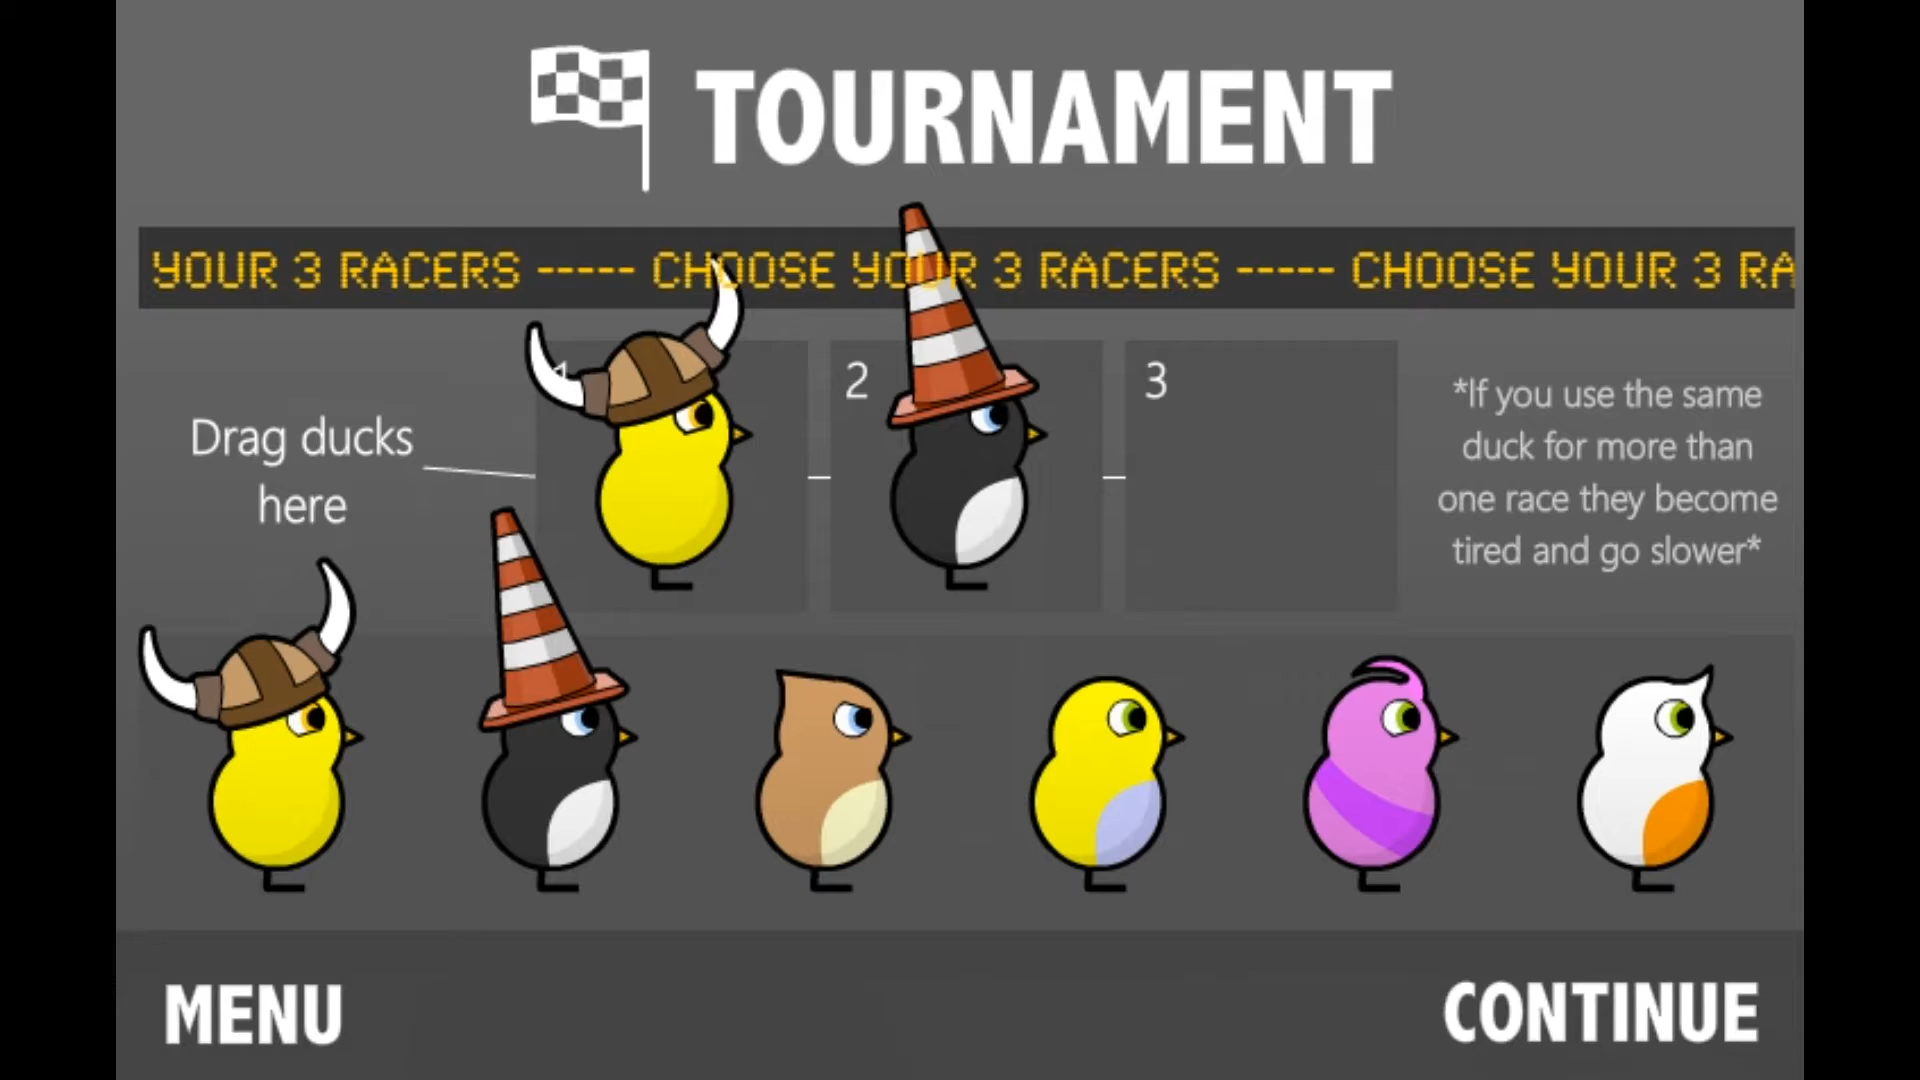 TOURNAMENT
YOUR 3 RACERS ----- CHOOSE YOUR 3 RACERS ----- CHOOSE YOUR 3 RA
1
2
3
Drag ducks
here
*If you use the same
duck for more than
one race they become
tired and go slower*
MENU
CONTINUE